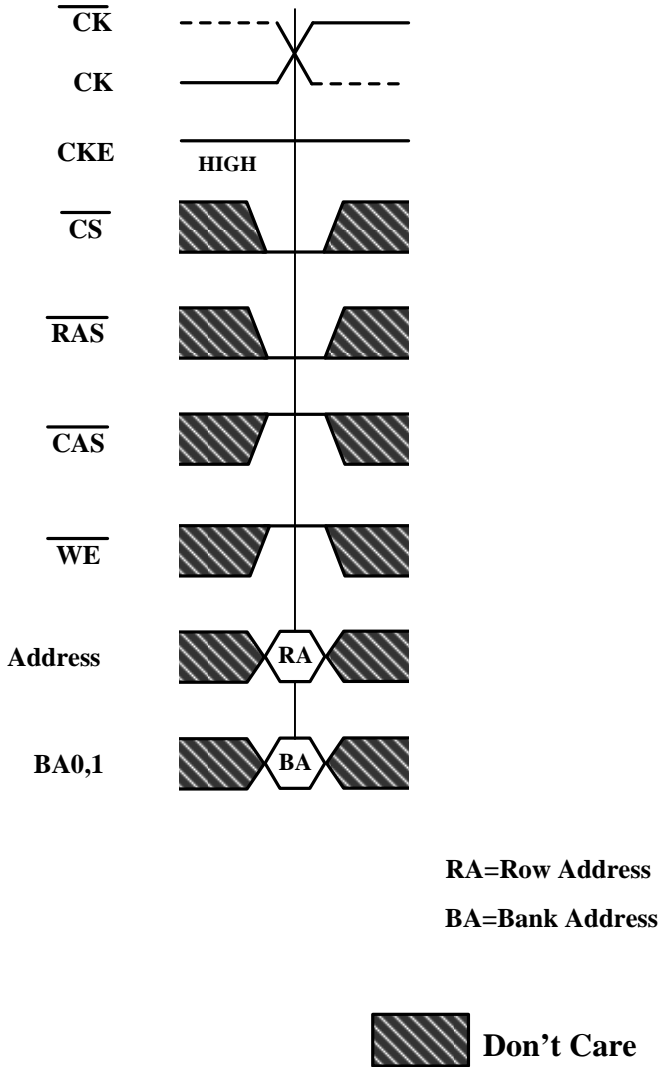 CK
CK
CKE
HIGH
CS
RAS
CAS
WE
Address
RA
BA0,1
BA
RA=Row Address
BA=Bank Address
Don't Care